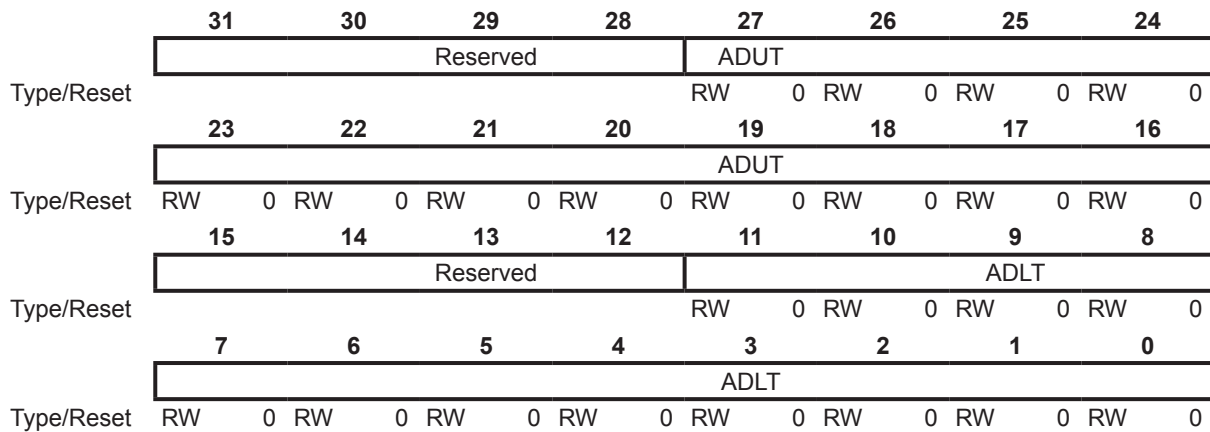 31 30 29 28 27 26 25 24
Reserved ADUT
Type/Reset RW 0 RW 0 RW 0 RW 0
23 22 21 20 19 18 17 16
ADUT
Type/Reset RW 0 RW 0 RW 0 RW 0 RW 0 RW 0 RW 0 RW 0
15 14 13 12 11 10 9 8
Reserved ADLT
Type/Reset RW 0 RW 0 RW 0 RW 0
7 6 5 4 3 2 1 0
ADLT
Type/Reset RW 0 RW 0 RW 0 RW 0 RW 0 RW 0 RW 0 RW 0